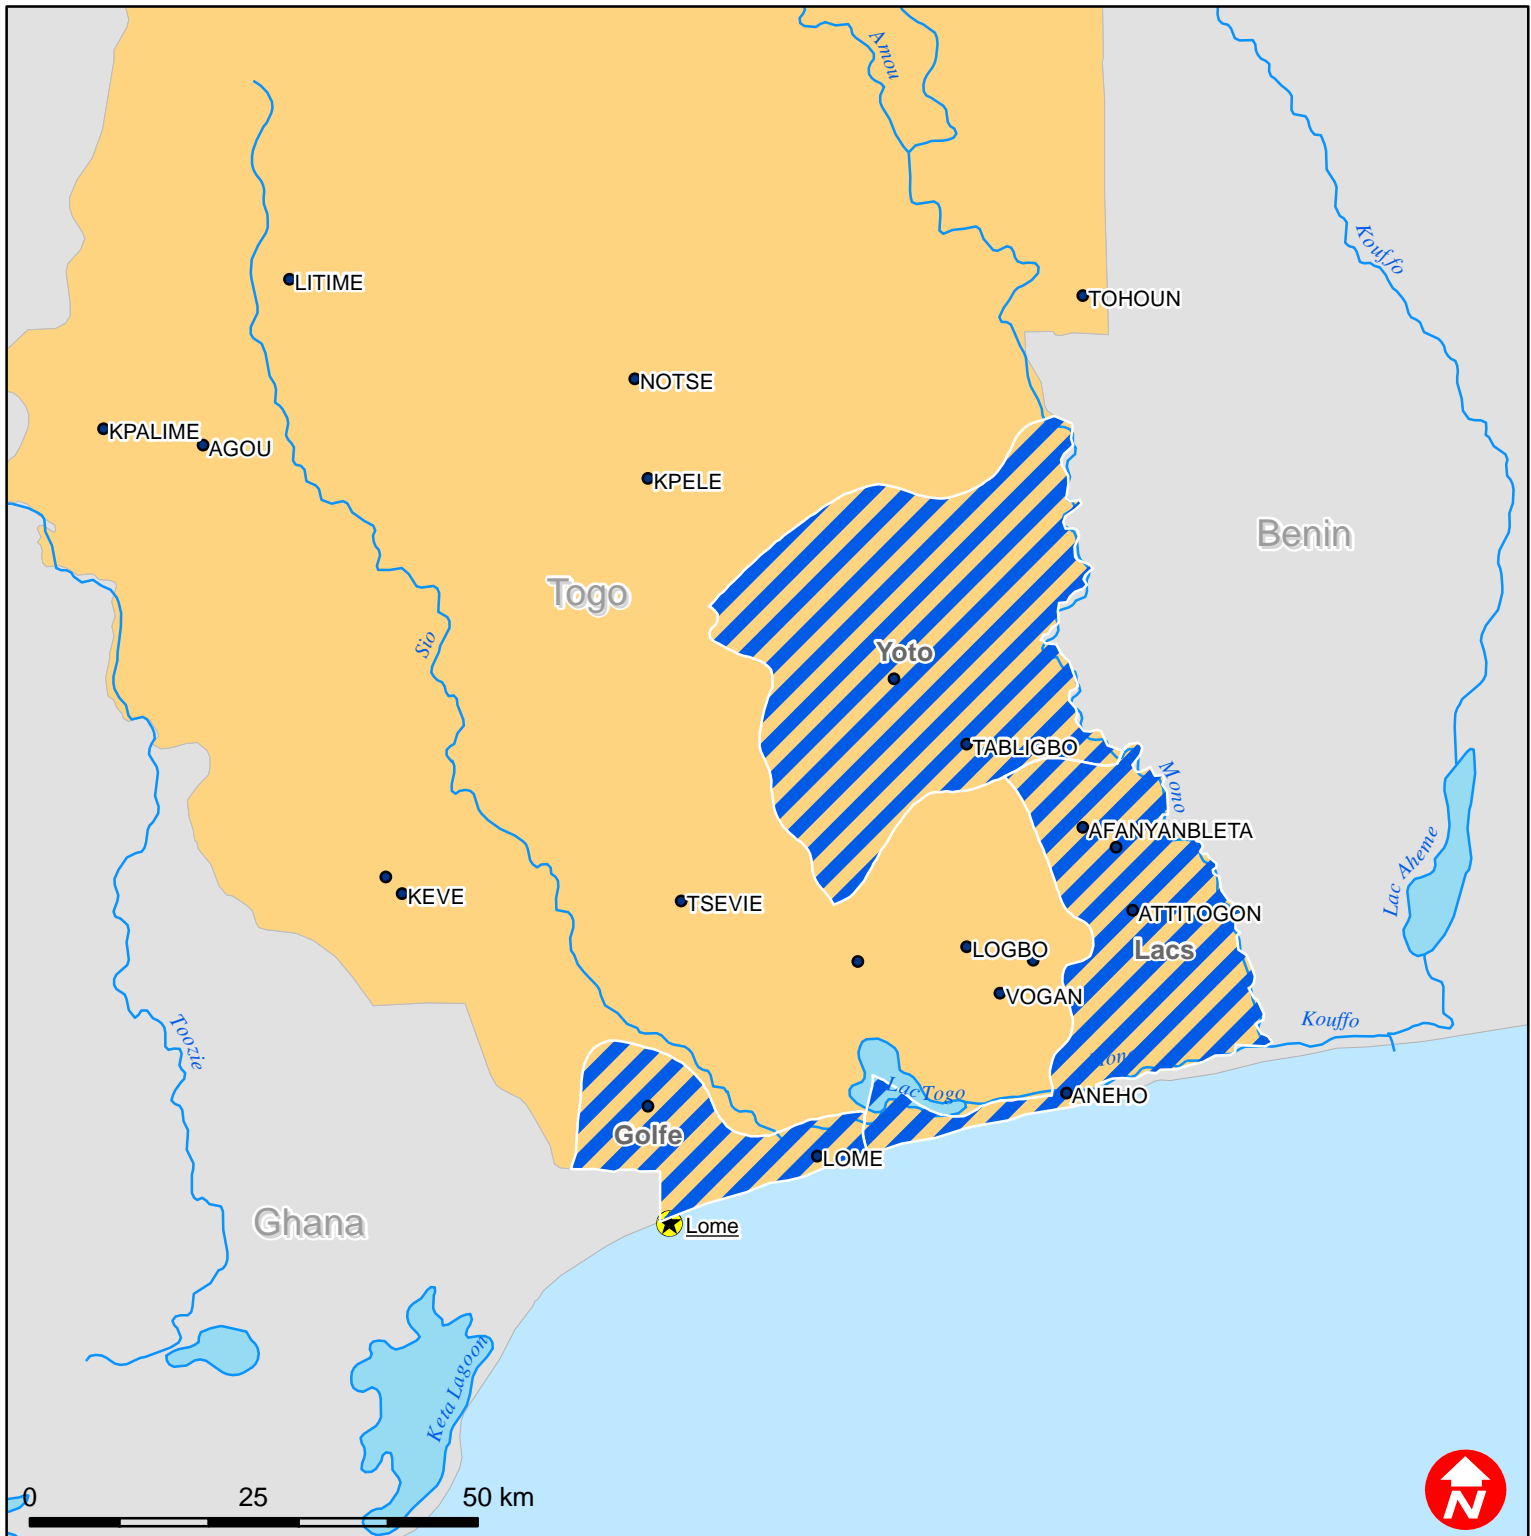 Amou
Kouffo
LITIME
TOHOUN
NOTSE
KPALIME
AGOU
KPELE
Benin
Togo
Sio
Yoto
TABLIGBO
Mono
AFANYANBLETA
Lac Aheme
KEVE
TSEVIE
ATTITOGON
LOGBO
Lacs
VOGAN
Toozie
Kouffo
Lac Togo
ANEHO
Golfe
LOME
Ghana
Lome
Keta Lagoon
0 25 50 km
N